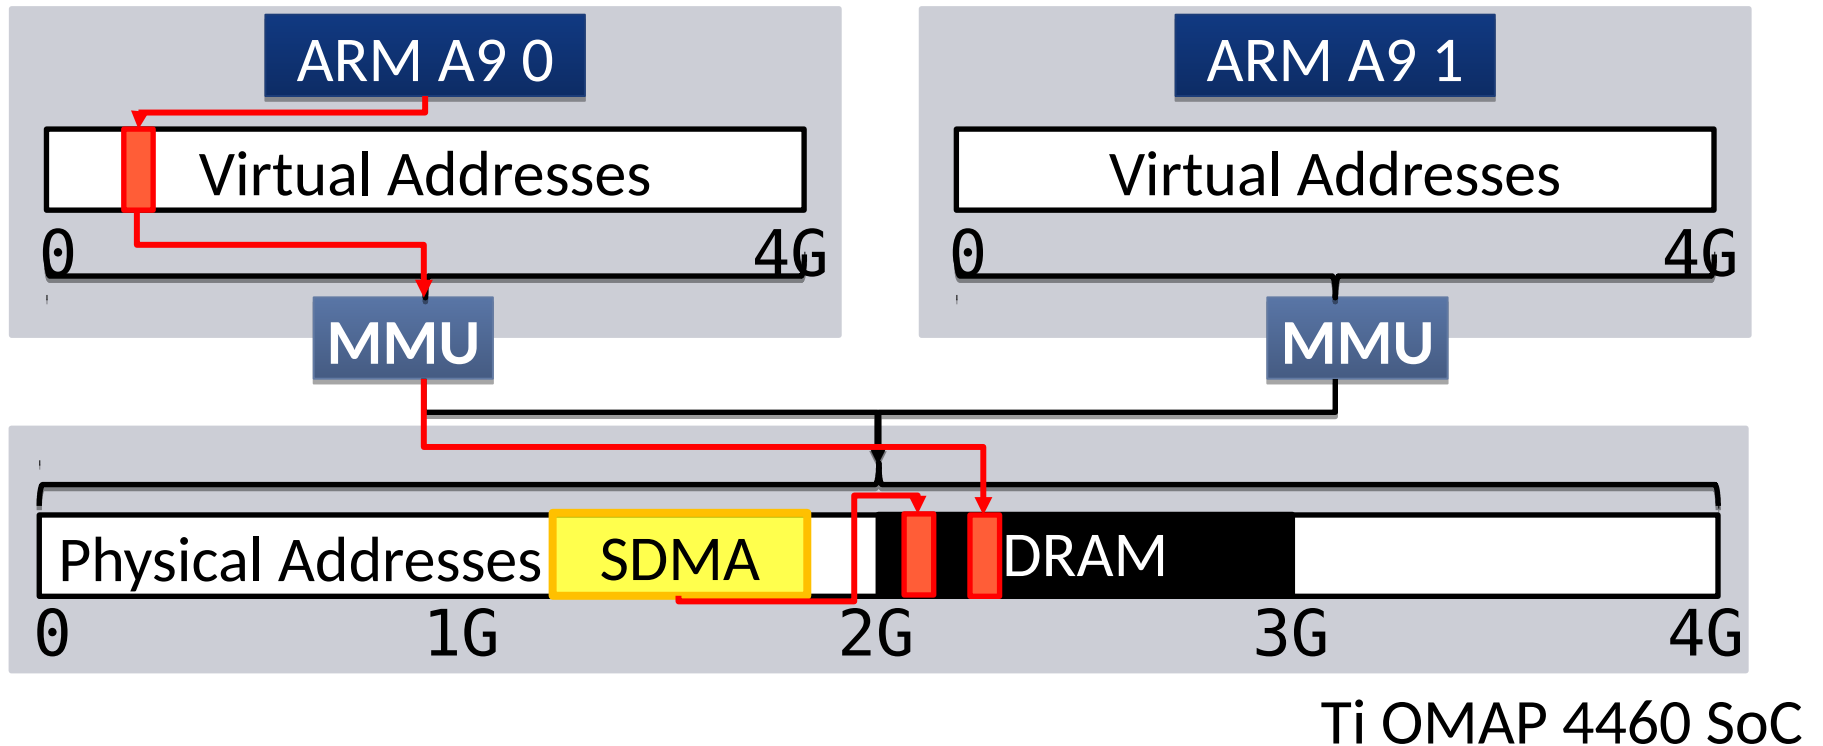 ARM A9 0
ARM A9 1
Virtual Addresses
Virtual Addresses
0 4G
0 4G
MMU
MMU
Physical Addresses SDMA DRAM
0 1G 2G 3G 4G
Ti OMAP 4460 SoC